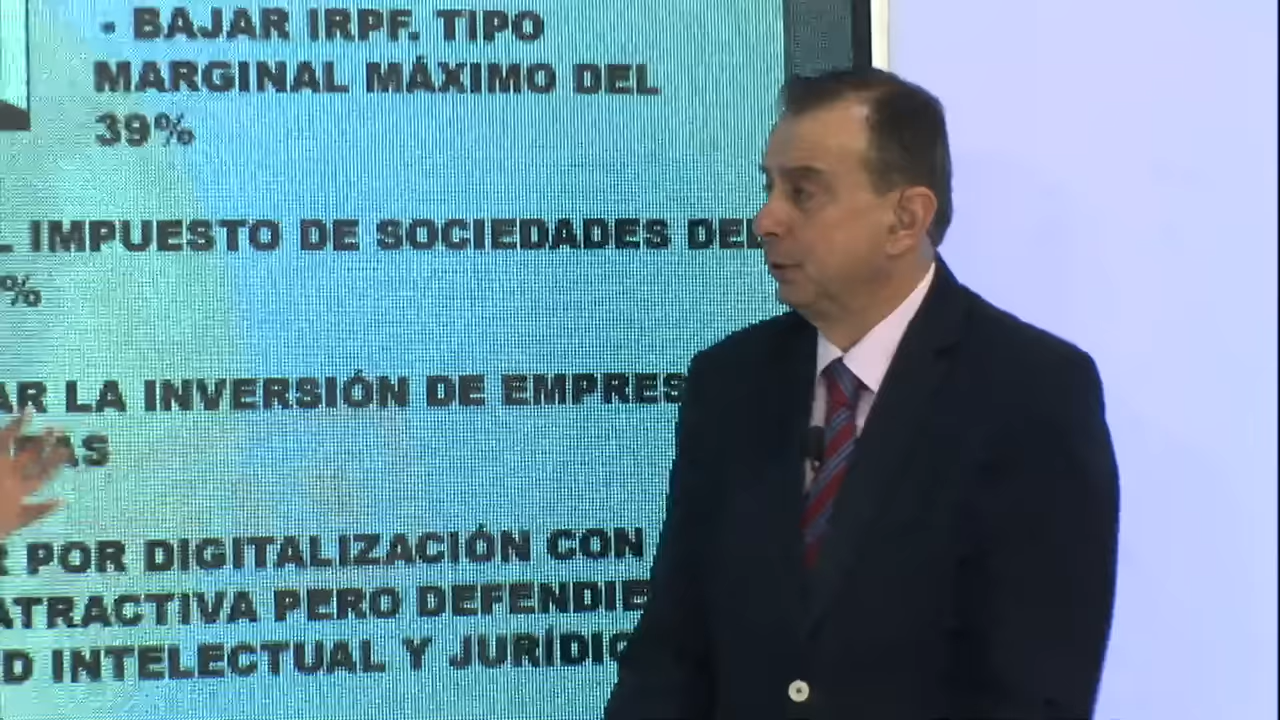 - BAJAR IRPF. TIPO
MARGINAL MÁXIMO DEL
39%
IMPUESTO DE SOCIEDADES DEL
%
AR LA INVERSIÓN DE EMPRES
AS
R POR DIGITALIZACIÓN CON
ATRACTIVA PERO DEFENDIE
D INTELECTUAL Y JURÍDIC